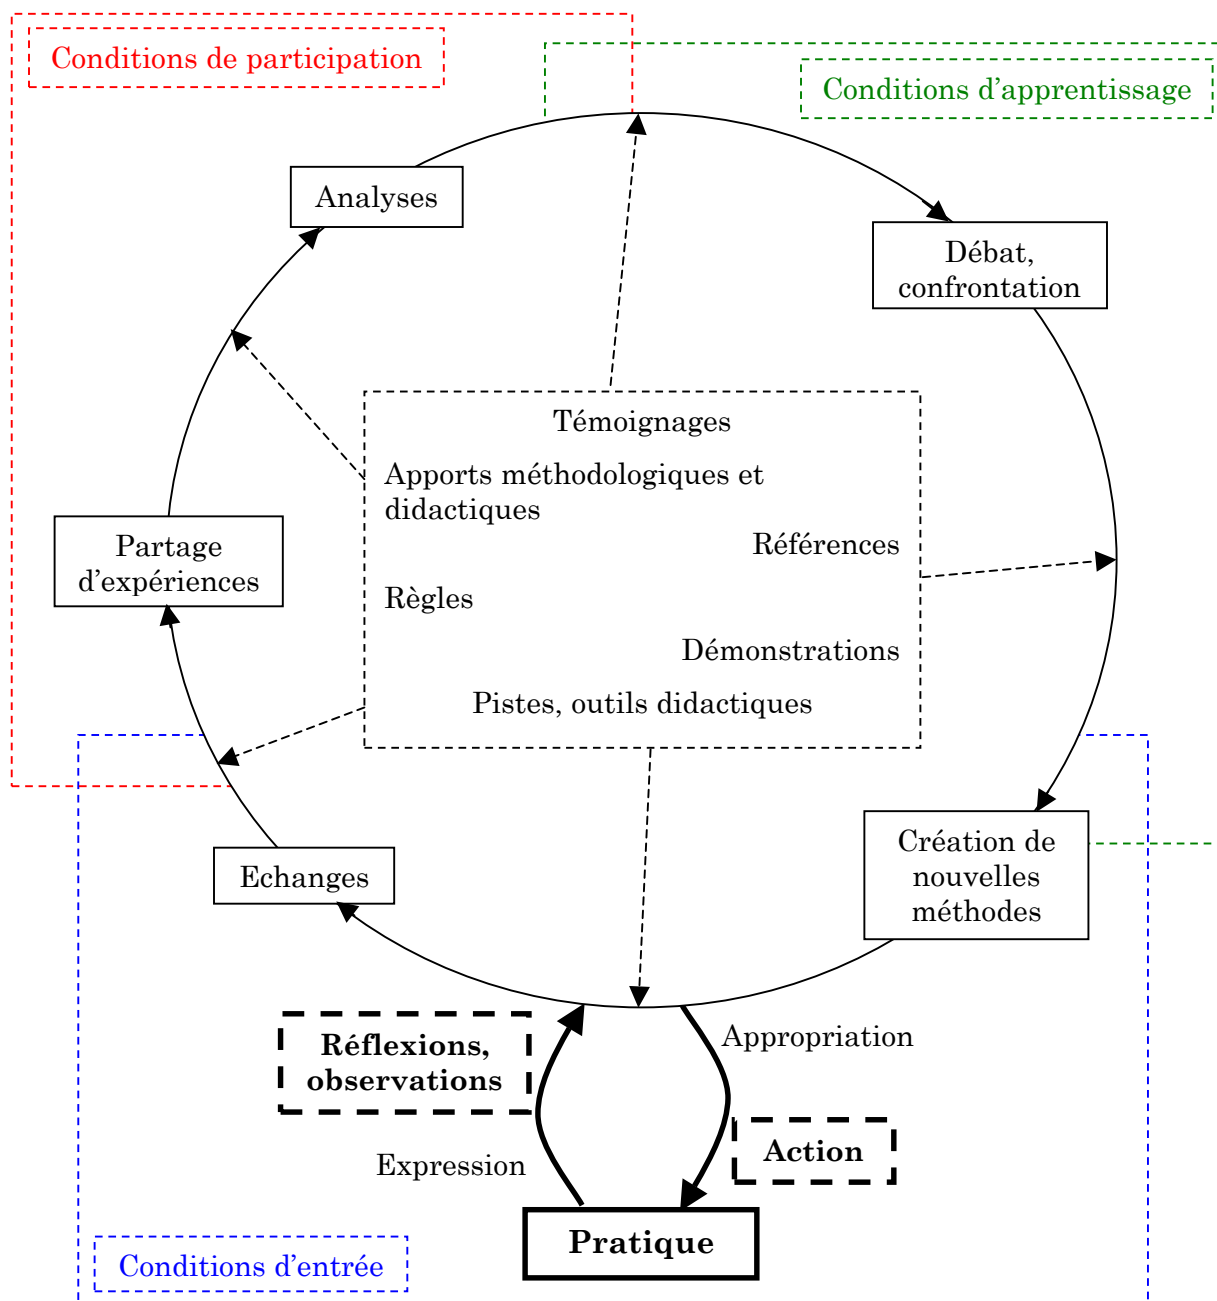 Conditions de participation
Conditions d’apprentissage
Analyses
Débat,
confrontation
Témoignages
Apports méthodologiques et
didactiques
Références
Partage
d’expériences
Règles
Démonstrations
Pistes, outils didactiques
Création de
nouvelles
méthodes
Echanges
Réflexions,
observations
Appropriation
Expression
Action
Pratique
Conditions d’entrée